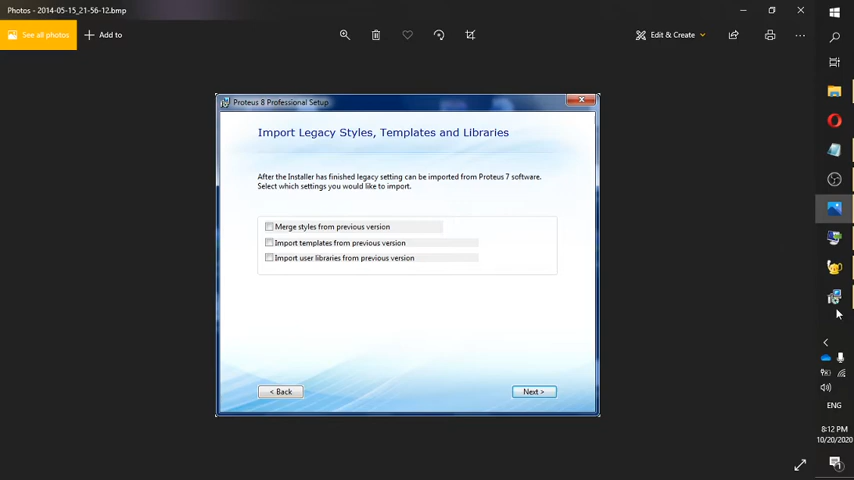 Photos - 2014-05-15_21-56-12.bmp
See all photos
Add to
Edit & Create
Proteus 8 Professional Setup
Import Legacy Styles, Templates and Libraries
After the Installer has finished legacy setting can be imported from Proteus 7 software.
Select which settings you would like to import.
Merge styles from previous version
Import templates from previous version
Import user libraries from previous version
< Back
Next >
ENG
8:12 PM
10/20/2020